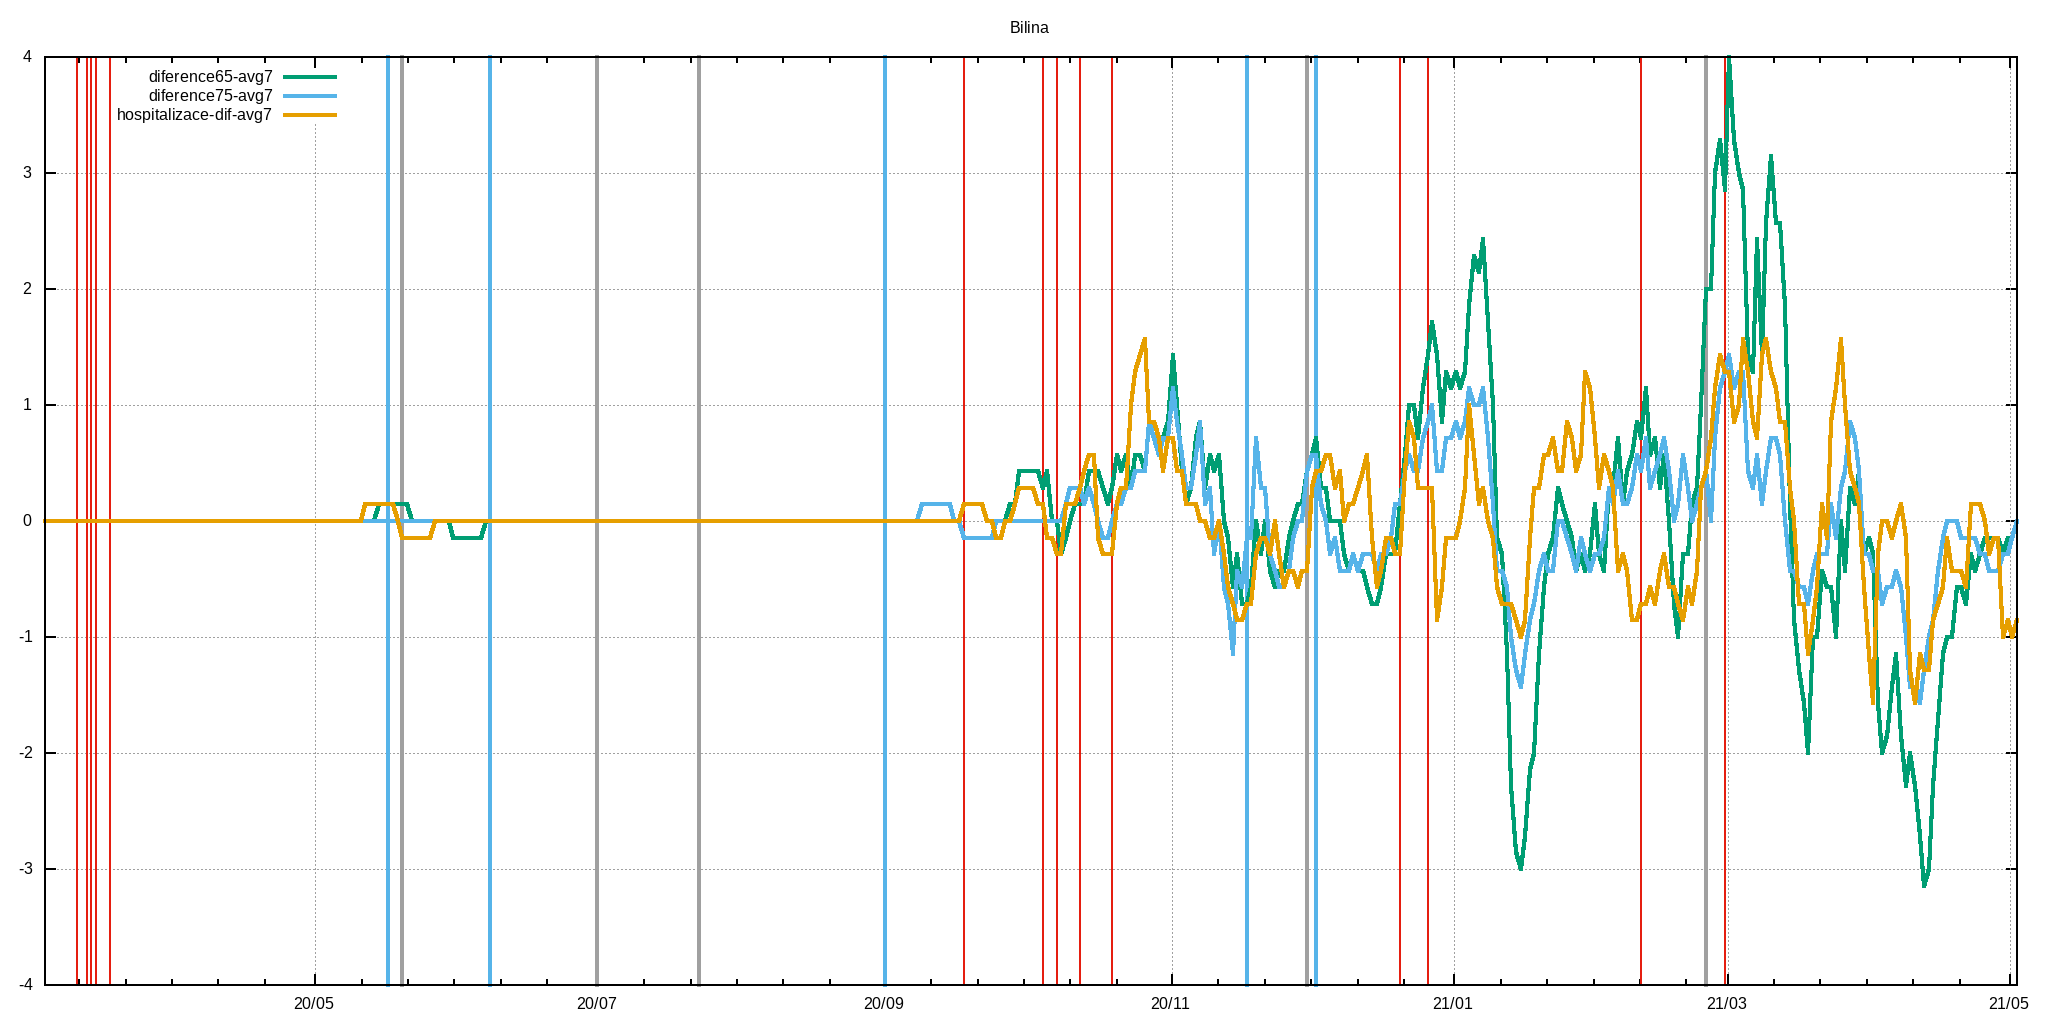 Bilina
4
diference65-avg7
diference75-avg7
hospitalizace-dif-avg7
3
2
1
0
-1
-2
-3
-4
20/05 20/07 20/09 20/11 21/01 21/03 21/05